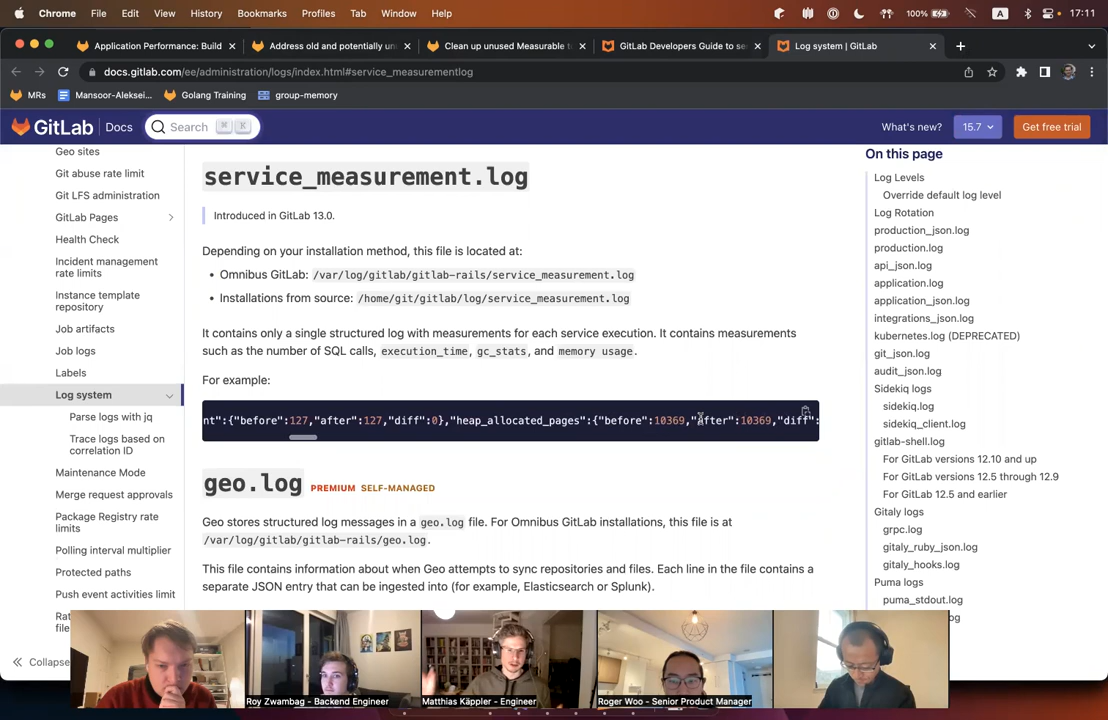 Chrome File Edit View History Bookmarks Profiles Tab Window Help 100% A 17:11
Application Performance: Build × Address old and potentially un × Clean up unused Measurable t × GitLab Developers Guide to se × Log system | GitLab × +
docs.gitlab.com/ee/administration/logs/index.html#service_measurementlog
MRs Mansoor-Aleksei... Golang Training group-memory
GitLab Docs Search ⌘ K What's new? 15.7 Get free trial
Geo sites
Git abuse rate limit
Git LFS administration
GitLab Pages
Health Check
Incident management
rate limits
Instance template
repository
Job artifacts
Job logs
Labels
Log system
Parse logs with jq
Trace logs based on
correlation ID
Maintenance Mode
Merge request approvals
Package Registry rate
limits
Polling interval multiplier
Protected paths
Push event activities limit
Rat
file
Collapse
service_measurement.log
Introduced in GitLab 13.0.
Depending on your installation method, this file is located at:
• Omnibus GitLab: /var/log/gitlab/gitlab-rails/service_measurement.log
• Installations from source: /home/git/gitlab/log/service_measurement.log
It contains only a single structured log with measurements for each service execution. It contains measurements
such as the number of SQL calls, execution_time, gc_stats, and memory usage.
For example:
nt":{"before":127,"after":127,"diff":0},"heap_allocated_pages":{"before":10369,"after":10369,"diff":
geo.log PREMIUM SELF-MANAGED
Geo stores structured log messages in a geo.log file. For Omnibus GitLab installations, this file is at
/var/log/gitlab/gitlab-rails/geo.log.
This file contains information about when Geo attempts to sync repositories and files. Each line in the file contains a
separate JSON entry that can be ingested into (for example, Elasticsearch or Splunk).
On this page
Log Levels
Override default log level
Log Rotation
production_json.log
production.log
api_json.log
application.log
application_json.log
integrations_json.log
kubernetes.log (DEPRECATED)
git_json.log
audit_json.log
Sidekiq logs
sidekiq.log
sidekiq_client.log
gitlab-shell.log
For GitLab versions 12.10 and up
For GitLab versions 12.5 through 12.9
For GitLab 12.5 and earlier
Gitaly logs
grpc.log
gitaly_ruby_json.log
gitaly_hooks.log
Puma logs
puma_stdout.log
og
Roy Zwambag - Backend Engineer
Matthias Käppler - Engineer
Roger Woo - Senior Product Manager